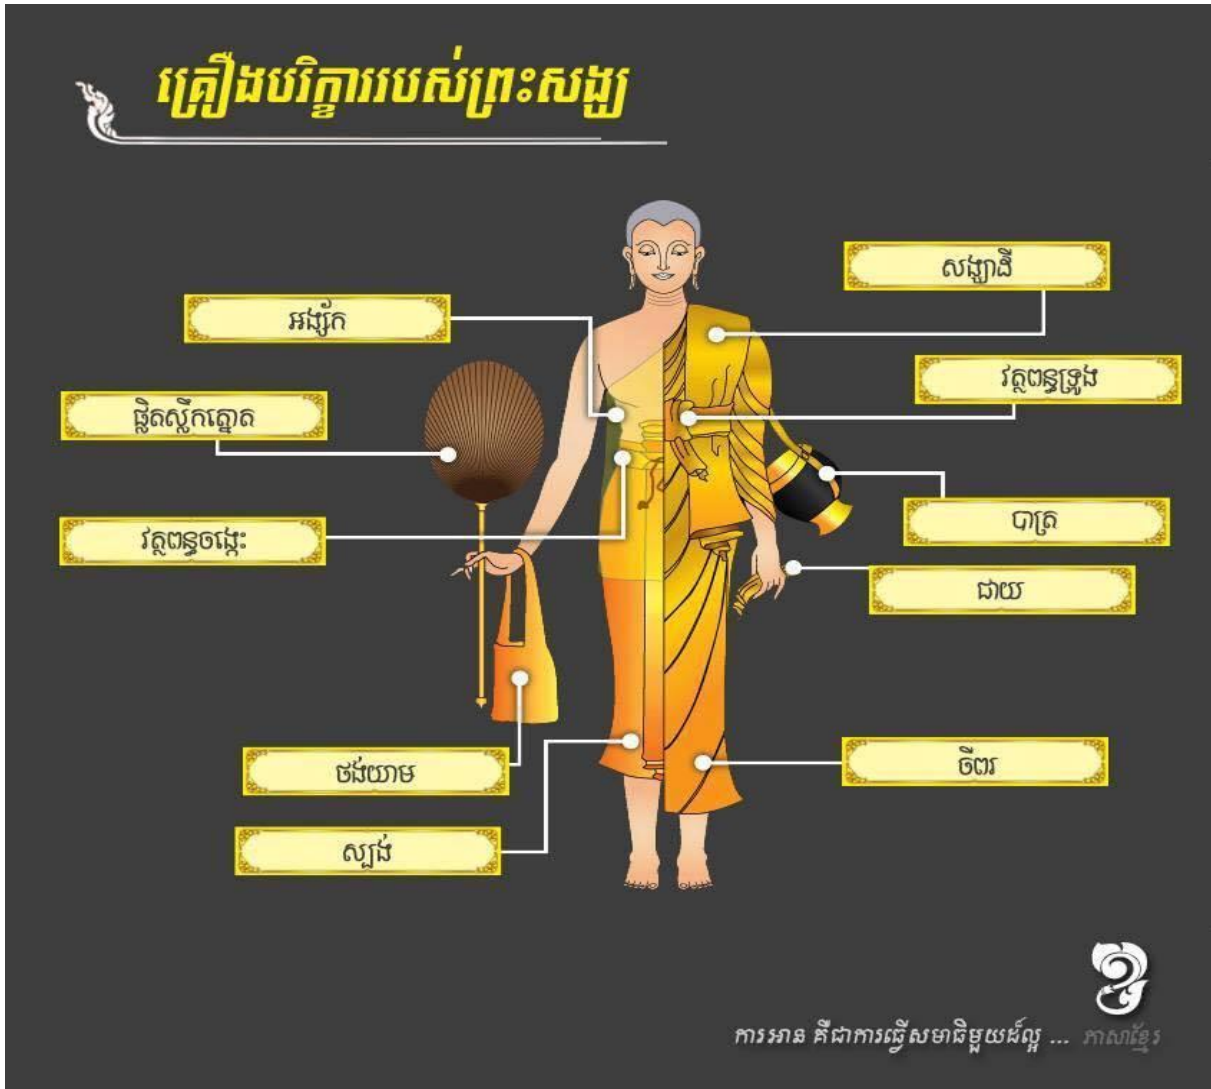 គ្រឿងបរិក្ខាររបស់ព្រះសង្ឃ
សង្ឃាដី
អង្ស័ក
វត្ថពន្ធទ្រូង
ផ្លិតស្លឹកត្នោត
បាត្រ
វត្ថពន្ធចង្កេះ
ជាយ
ថង់យាម
ចីពរ
ស្បង់
ការអាន គឺជាការធ្វើសមាធិមួយដ៏ល្អ ... ភាសាខ្មែរ